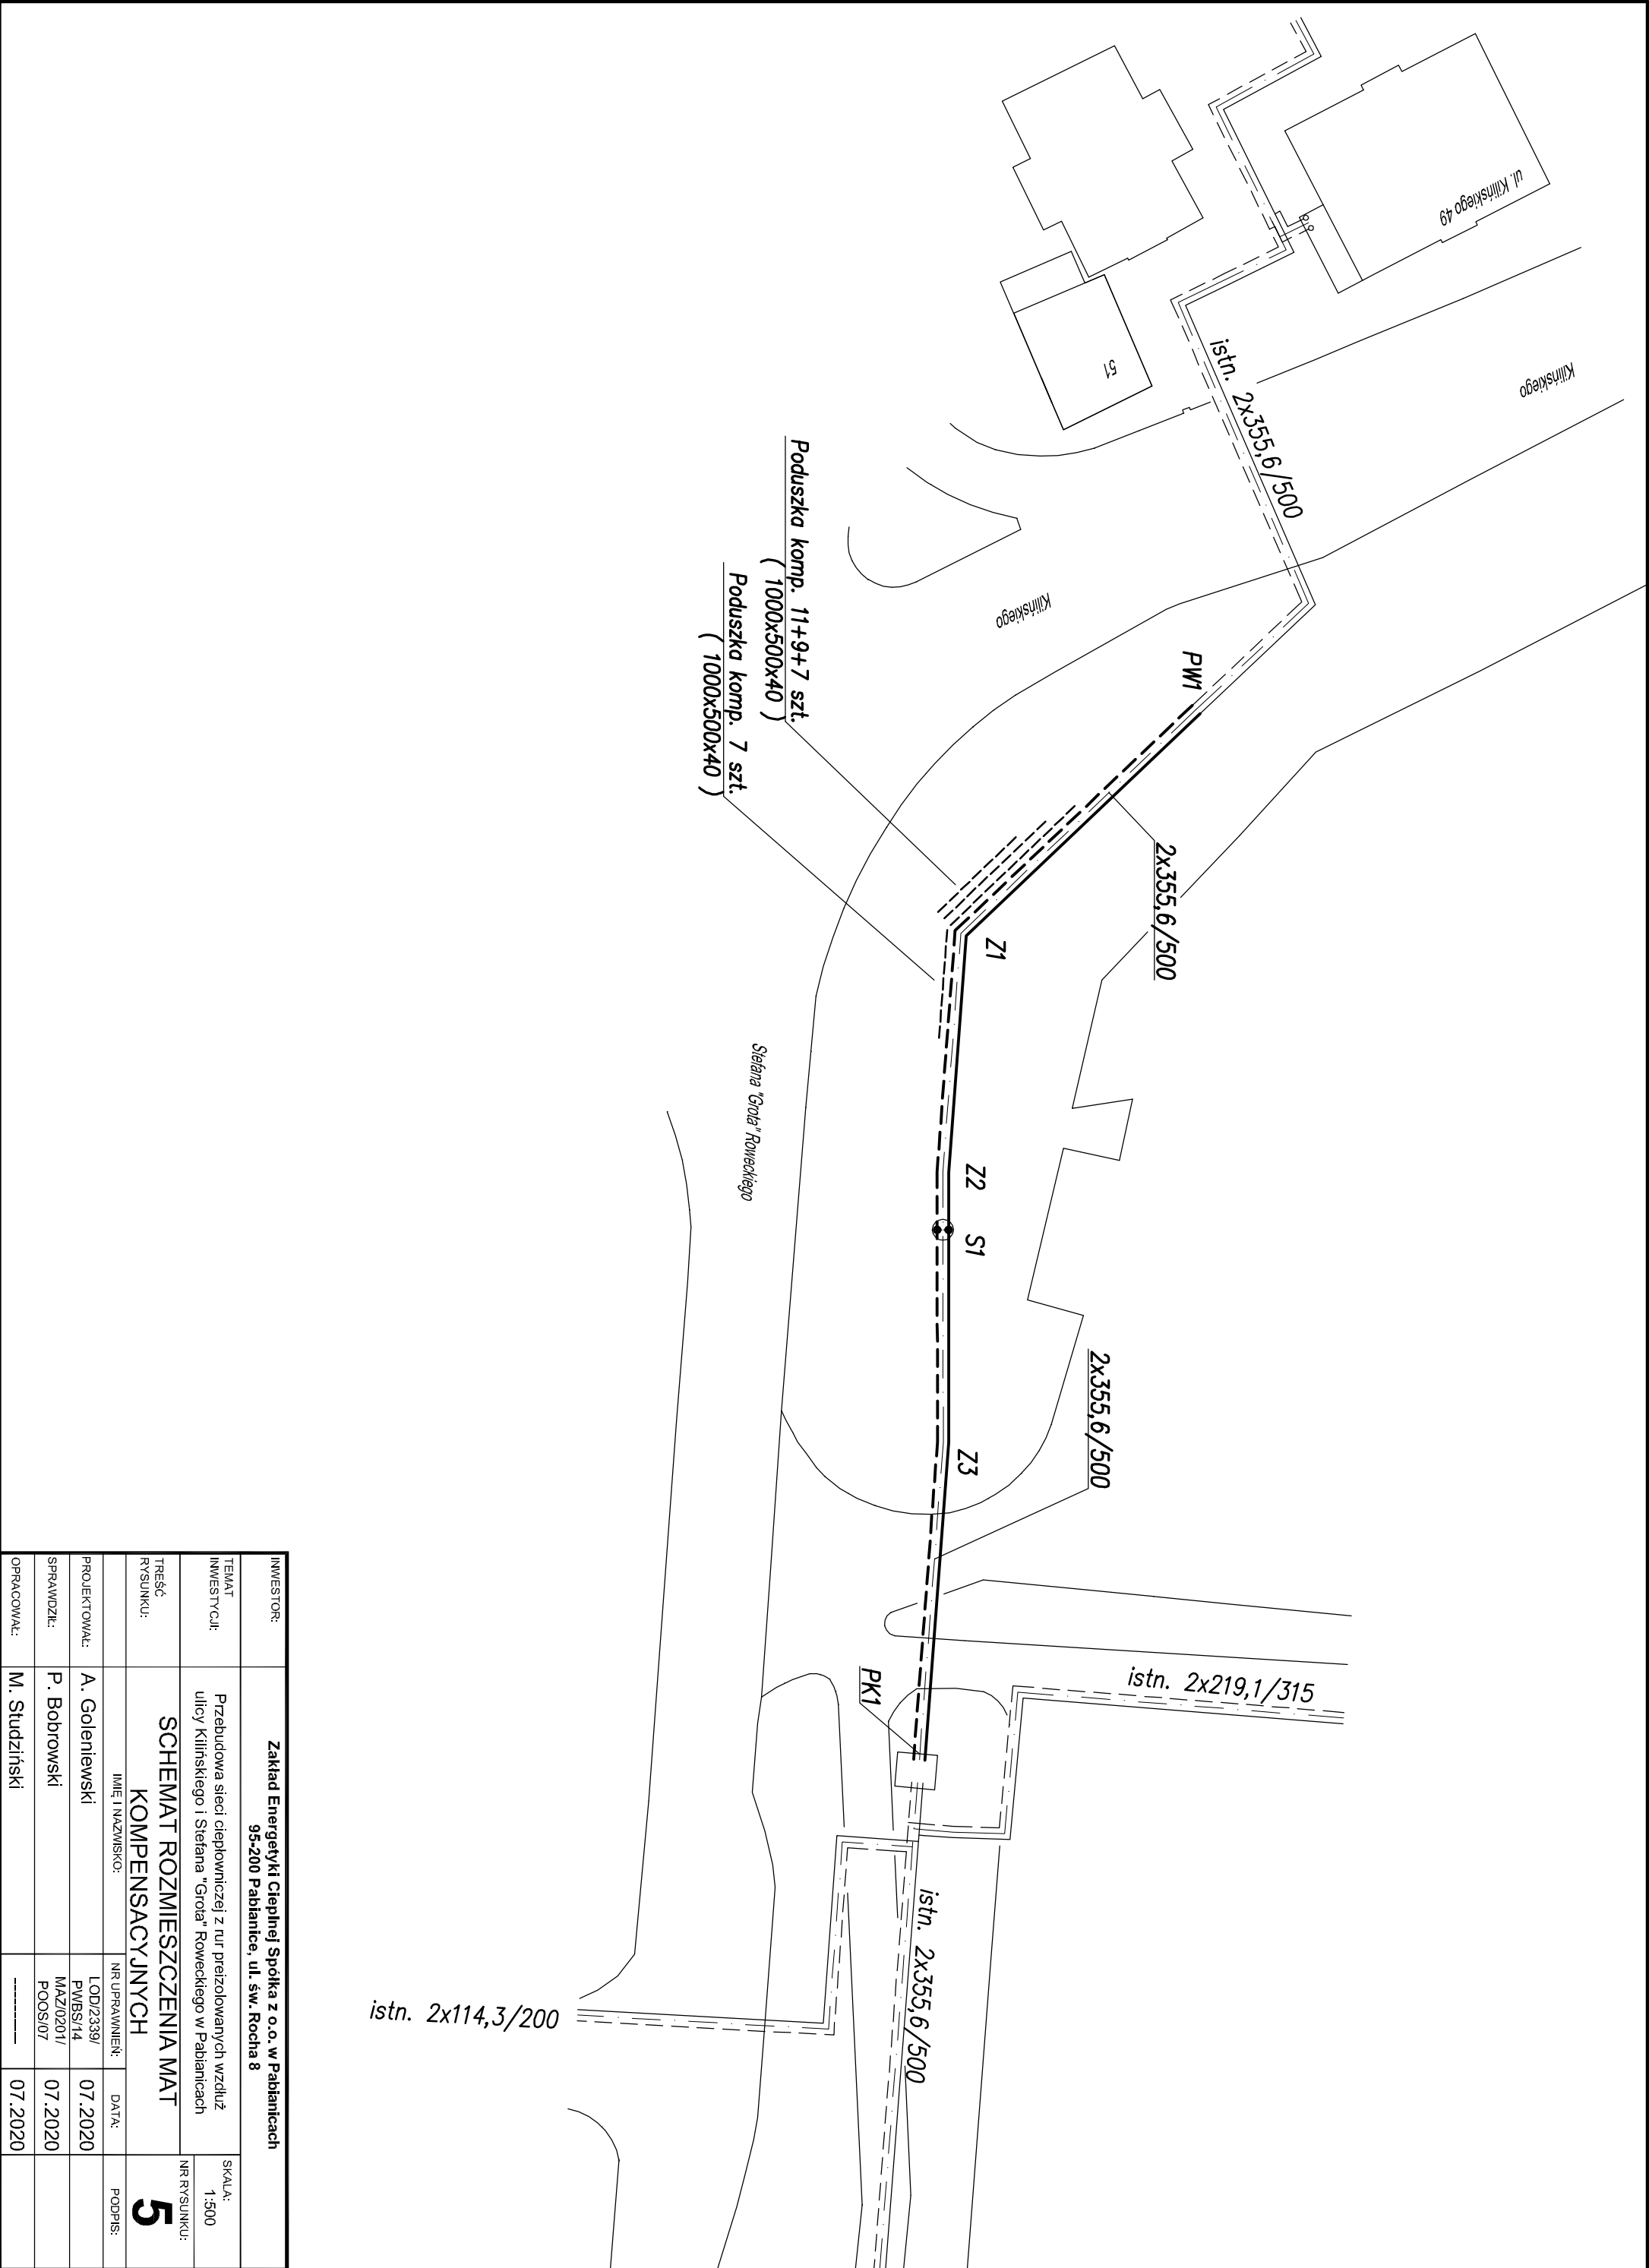 ul. Kilińskiego 49
Kilińskiego
51
istn. 2x355,6/500
Kilińskiego
Poduszka komp. 11+9+7 szt.
( 1000x500x40 )
Poduszka komp. 7 szt.
( 1000x500x40 )
PW1
2x355,6/500
Z1
Stefana "Grota" Roweckiego
Z2
S1
2x355,6/500
Z3
PK1
istn. 2x219,1/315
istn. 2x355,6/500
istn. 2x114,3/200
INWESTOR:
Zakład Energetyki Cieplnej Spółka z o.o. w Pabianicach
95-200 Pabianice, ul. św. Rocha 8
TEMAT
INWESTYCJI:
Przebudowa sieci ciepłowniczej z rur preizolowanych wzdłuż
ulicy Kilińskiego i Stefana "Grota" Roweckiego w Pabianicach
SKALA:
1:500
TREŚĆ
RYSUNKU:
SCHEMAT ROZMIESZCZENIA MAT
KOMPENSACYJNYCH
NR RYSUNKU:
5
IMIĘ I NAZWISKO:
NR UPRAWNIEŃ:
DATA:
PODPIS:
PROJEKTOWAŁ:
A. Goleniewski
LOD/2339/
PWBS/14
07.2020
SPRAWDZIŁ:
P. Bobrowski
MAZ/0201/
POOS/07
07.2020
OPRACOWAŁ:
M. Studziński
---------
07.2020